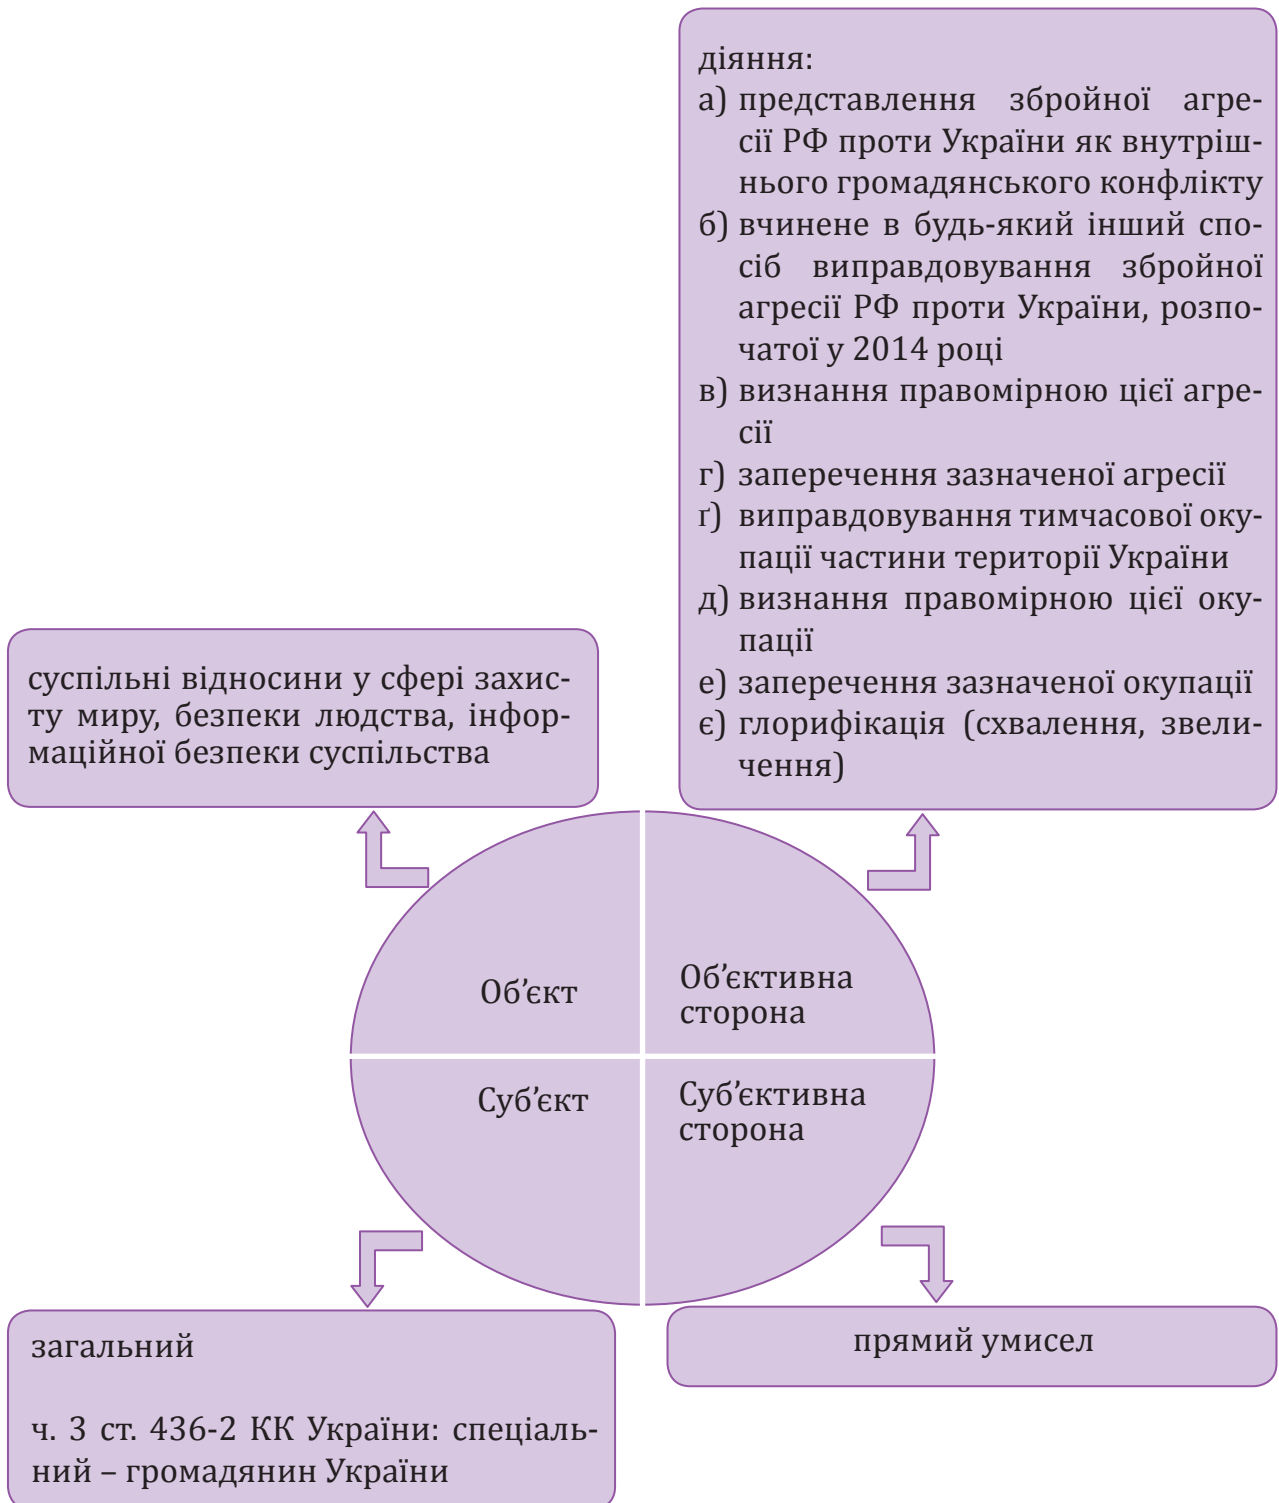 діяння:
а) представлення збройної агре-
сії РФ проти України як внутріш-
нього громадянського конфлікту
б) вчинене в будь-який інший спо-
сіб виправдовування збройної
агресії РФ проти України, розпо-
чатої у 2014 році
в) визнання правомірною цієї агре-
сії
г) заперечення зазначеної агресії
ґ) виправдовування тимчасової оку-
пації частини території України
д) визнання правомірною цієї оку-
пації
е) заперечення зазначеної окупації
є) глорифікація (схвалення, звели-
чення)
суспільні відносини у сфері захис-
ту миру, безпеки людства, інфор-
маційної безпеки суспільства
Об’єкт
Об’єктивна
сторона
Суб’єкт
Суб’єктивна
сторона
загальний
ч. 3 ст. 436-2 КК України: спеціаль-
ний – громадянин України
прямий умисел